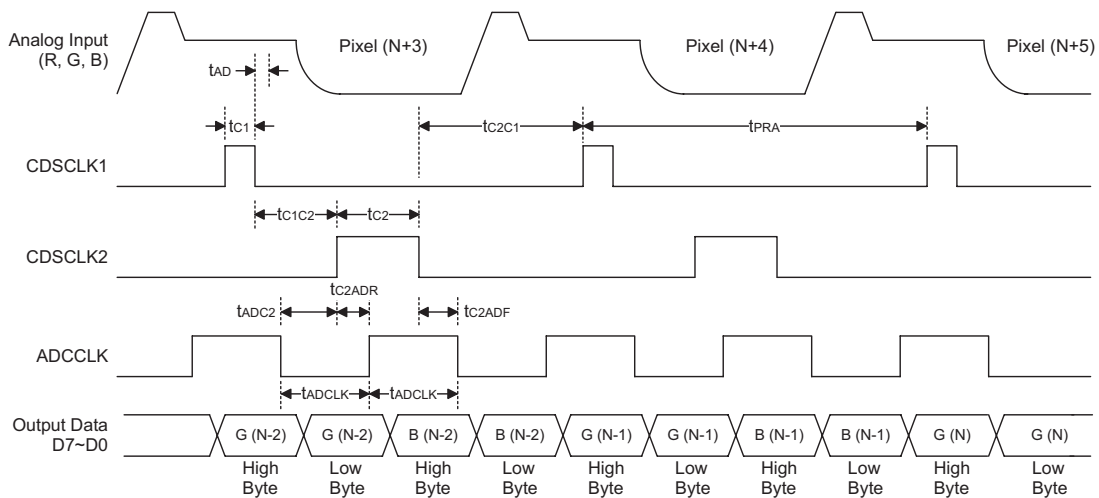 Analog Input
(R, G, B)
Pixel (N+3)
Pixel (N+4)
Pixel (N+5)
tAD
tC1
tC2C1
tPRA
CDSCLK1
tC1C2
tC2
CDSCLK2
tC2ADR
tADC2
tC2ADF
ADCCLK
tADCLK
tADCLK
Output Data
D7~D0
G (N-2)
G (N-2)
B (N-2)
B (N-2)
G (N-1)
G (N-1)
B (N-1)
B (N-1)
G (N)
G (N)
High
Byte
Low
Byte
High
Byte
Low
Byte
High
Byte
Low
Byte
High
Byte
Low
Byte
High
Byte
Low
Byte